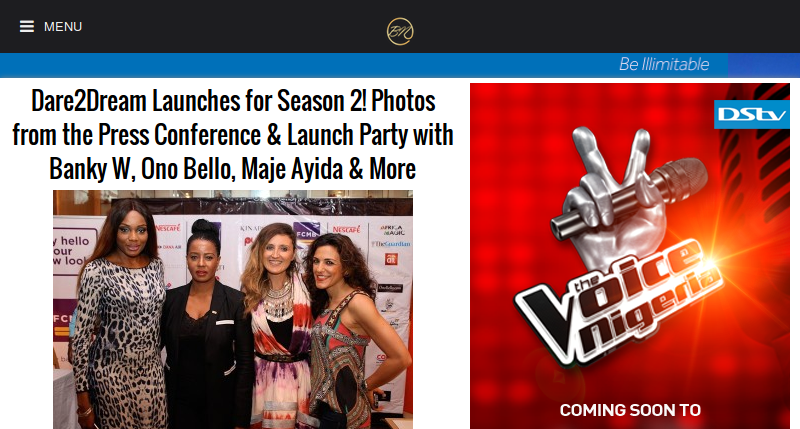 MENU
BN
Be Illimitable
Dare2Dream Launches for Season 2! Photos
from the Press Conference & Launch Party with
Banky W, Ono Bello, Maje Ayida & More
NESCAFÉ
FCMB
AFRICA
MAGIC
NESCAFÉ
TheGuardian
hello
our
new look
FCMB
DStv
the
Voice
nigeria
COMING SOON TO